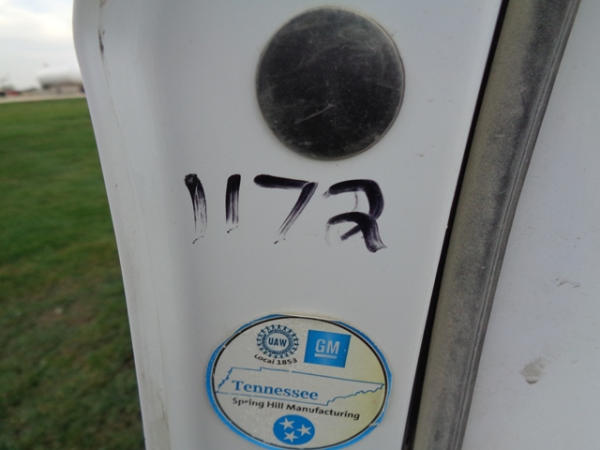 1172
UAW
Local 1853
GM
Tennessee
Spring Hill Manufacturing